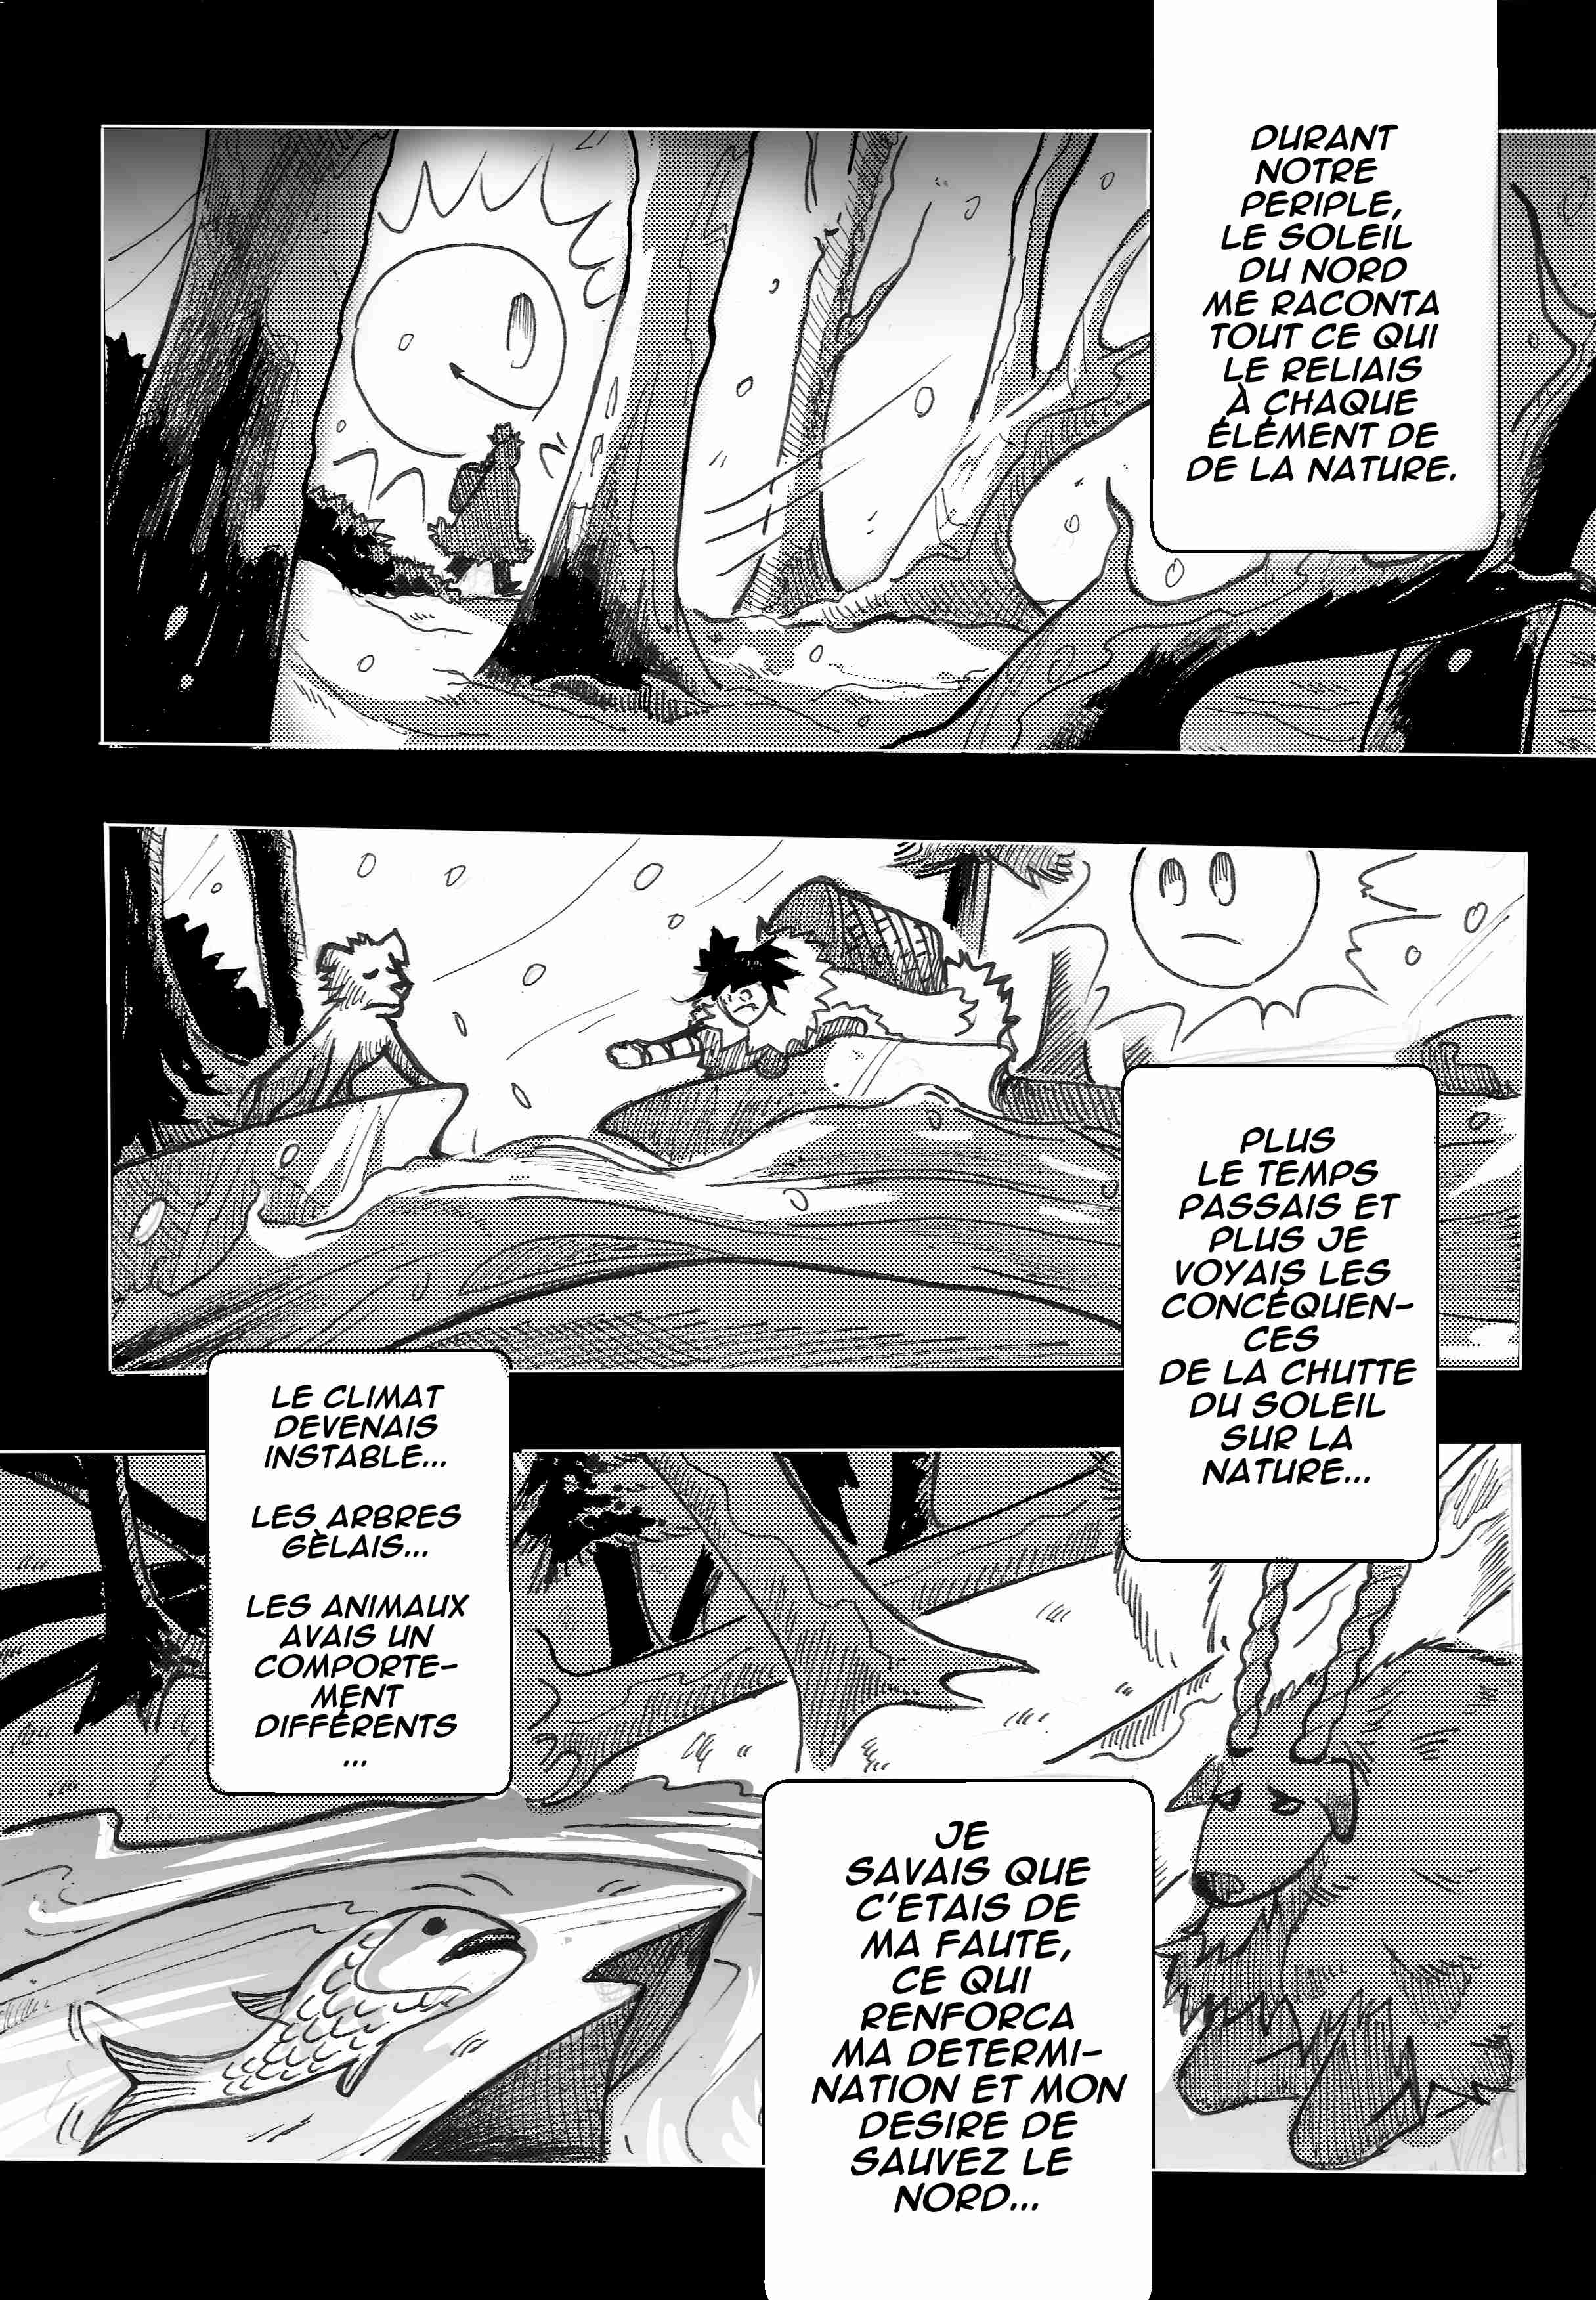 DURANT
NOTRE
PERIPLE,
LE SOLEIL
DU NORD
ME RACONTA
TOUT CE QUI
LE RELIAIS
À CHAQUE
ÉLÉMENT DE
DE LA NATURE.
PLUS
LE TEMPS
PASSAIS ET
PLUS JE
VOYAIS LES
CONCÉQUEN-
CES
DE LA CHUTTE
DU SOLEIL
SUR LA
NATURE...
LE CLIMAT
DEVENAIS
INSTABLE...
LES ARBRES
GÈLAIS...
LES ANIMAUX
AVAIS UN
COMPORTE-
MENT
DIFFÉRENTS
...
JE
SAVAIS QUE
C'ETAIS DE
MA FAUTE,
CE QUI
RENFORCA
MA DETERMI-
NATION ET MON
DESIRE DE
SAUVEZ LE
NORD...